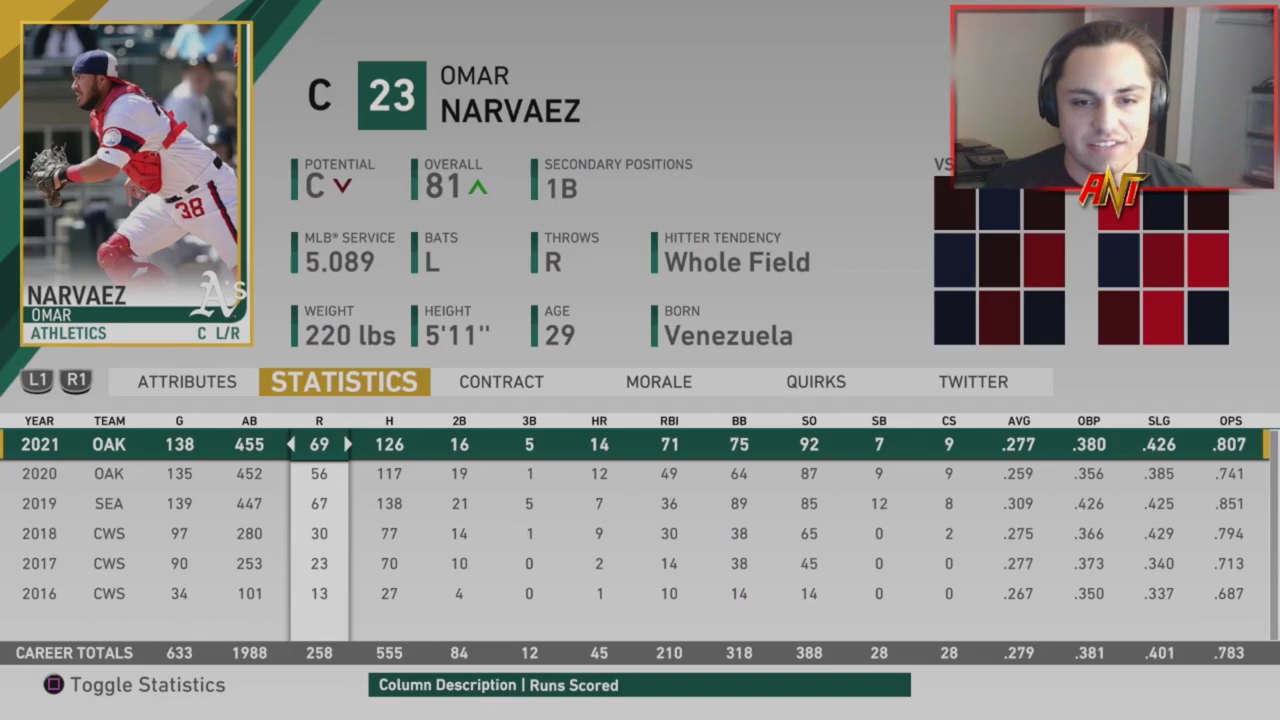 C 23 OMAR
NARVAEZ
38
A's
NARVAEZ
OMAR
ATHLETICS C L/R
POTENTIAL OVERALL SECONDARY POSITIONS
C 81 1B
MLB® SERVICE BATS THROWS HITTER TENDENCY
5.089 L R Whole Field
WEIGHT HEIGHT AGE BORN
220 lbs 5'11" 29 Venezuela
VS
ANT
L1 R1 ATTRIBUTES STATISTICS CONTRACT MORALE QUIRKS TWITTER
YEAR TEAM G AB R H 2B 3B HR RBI BB SO SB CS AVG OBP SLG OPS
2021 OAK 138 455 69 126 16 5 14 71 75 92 7 9 .277 .380 .426 .807
2020 OAK 135 452 56 117 19 1 12 49 64 87 9 9 .259 .356 .385 .741
2019 SEA 139 447 67 138 21 5 7 36 89 85 12 8 .309 .426 .425 .851
2018 CWS 97 280 30 77 14 1 9 30 38 65 0 2 .275 .366 .429 .794
2017 CWS 90 253 23 70 10 0 2 14 38 45 0 0 .277 .373 .340 .713
2016 CWS 34 101 13 27 4 0 1 10 14 14 0 0 .267 .350 .337 .687
CAREER TOTALS 633 1988 258 555 84 12 45 210 318 388 28 28 .279 .381 .401 .783
Toggle Statistics Column Description | Runs Scored